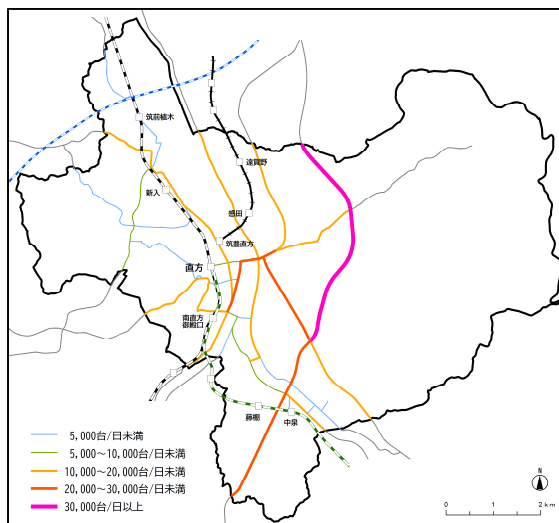 筑前植木
遠賀野
新入
感田
筑豊直方
直方
南直方
御殿口
藤棚
中泉
5,000台/日未満
5,000～10,000台/日未満
10,000～20,000台/日未満
20,000～30,000台/日未満
30,000台/日以上
N
0 1 2 km